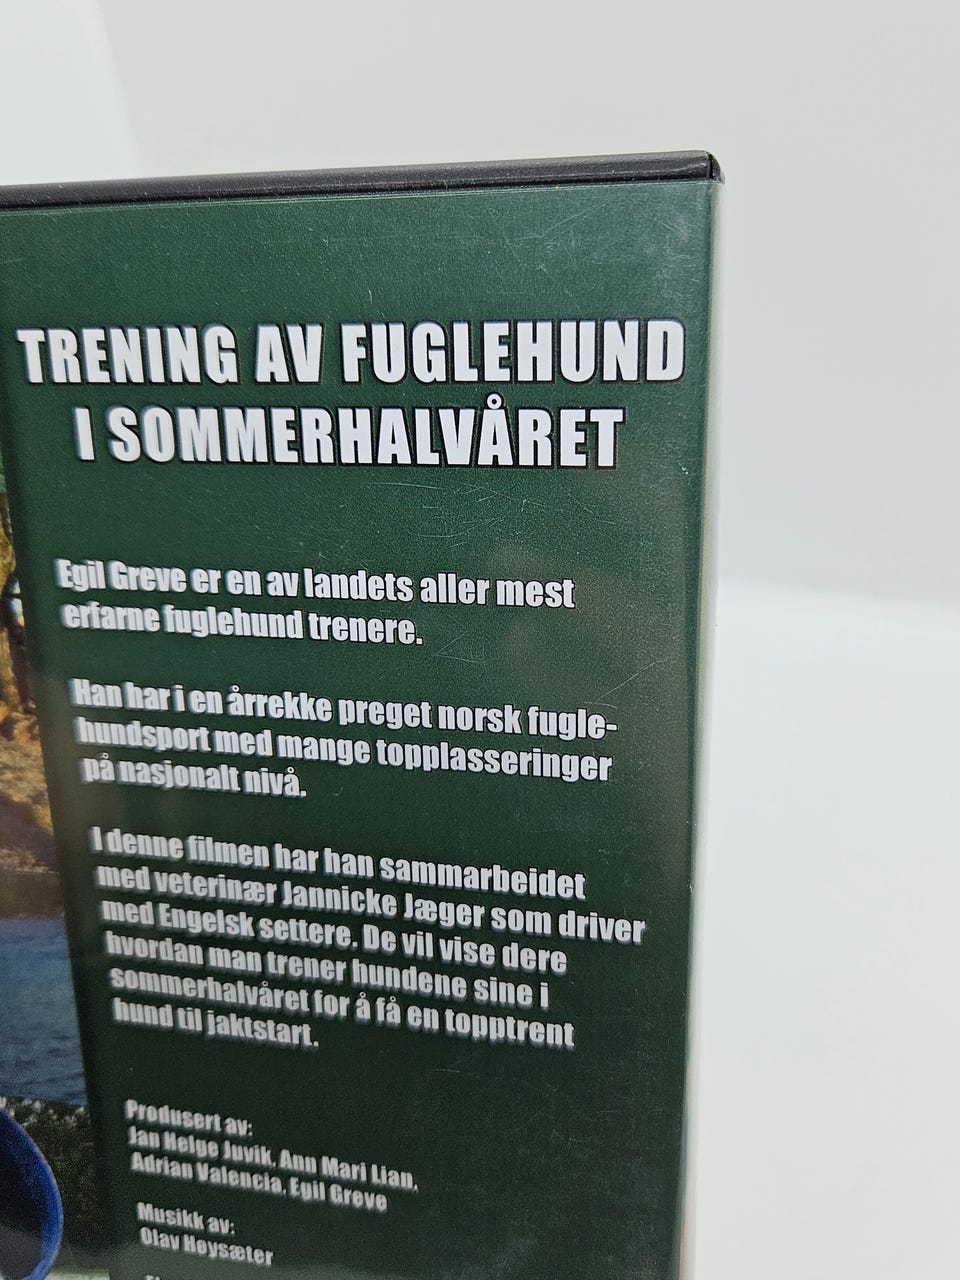 TRENING AV FUGLEHUND
I SOMMERHALVÅRET
Egil Greve er en av landets aller mest
erfarne fuglehund trenere.
Han har i en årrekke preget norsk fugle-
hundsport med mange topplasseringer
på nasjonalt nivå.
I denne filmen har han sammarbeidet
med veterinær Jannicke Jæger som driver
med Engelsk settere. De vil vise dere
hvordan man trener hundene sine i
sommerhalvåret for å få en topptrent
hund til jaktstart.
Produsert av:
Jan Helge Juvik, Ann Mari Lian,
Adrian Valencia, Egil Greve
Musikk av:
Olav Høysæter